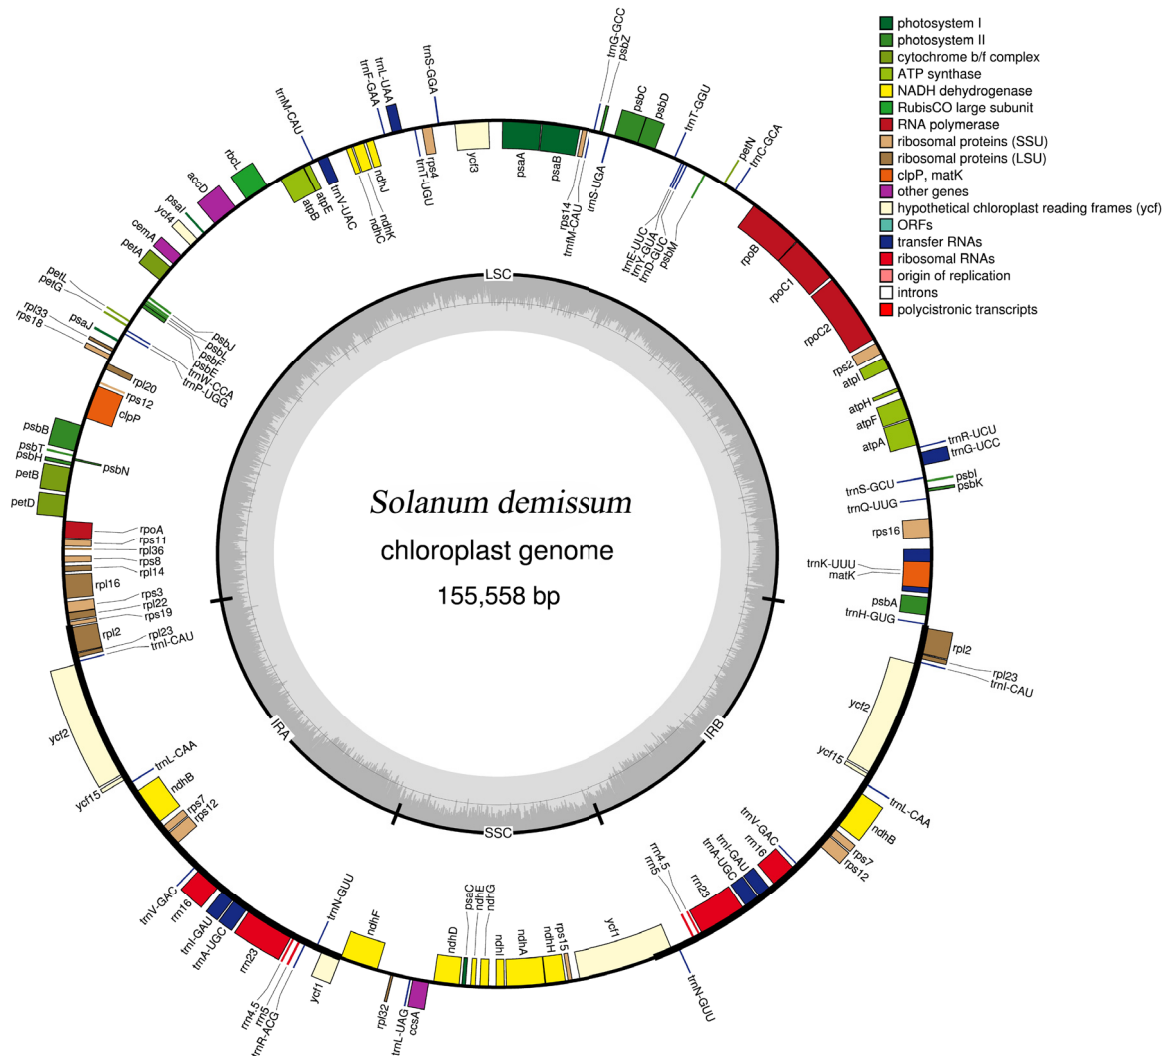 trnG-GCC
psbZ
psbC
psbD
trnT-GGU
petN
trnC-GCA
trnS-GGA
trnL-UAA
trnF-GAA
trnM-CAU
rbcL
accD
psaI
ycf4
cemA
petA
petL
petG
psaJ
rpl33
rps18
psbB
psbT
psbH
petB
petD
atpB
atpE
trnV-UAC
ndhC
ndhK
ndhJ
trnT-UGU
rps4
ycf3
psaA
psaB
rps14
trnfM-CAU
trnS-UGA
trnE-UUC
trnY-GUA
trnD-GUC
psbM
rpoB
rpoC1
rpoC2
rps2
atpI
atpH
atpF
atpA
trnR-UCU
trnG-UCC
trnS-GCU
psbI
psbK
trnQ-UUG
rps16
trnK-UUU
matK
psbA
trnH-GUG
rpl2
rpl23
trnI-CAU
ycf2
ycf15
trnL-CAA
ndhB
rps7
rps12
trnV-GAC
rrn16
trnI-GAU
trnA-UGC
rrn23
rrn4.5
rrn5
trnN-GUU
ycf1
rps15
ndhH
ndhA
ndhI
ndhG
ndhE
psaC
ndhD
ccsA
trnL-UAG
rpl32
ndhF
ycf1
trnN-GUU
trnR-ACG
rrn5
rrn4.5
rrn23
trnA-UGC
trnI-GAU
rrn16
trnV-GAC
rps12
rps7
ndhB
trnL-CAA
ycf15
ycf2
trnI-CAU
rpl23
rpl2
rps19
rpl22
rps3
rpl16
rpl14
rps8
rpl36
rps11
rpoA
psbN
clpP
rps12
rpl20
trnP-UGG
trnW-CCA
psbE
psbF
psbL
psbJ
LSC
IRA
IRB
SSC
Solanum demissum
chloroplast genome
155,558 bp
photosystem I
photosystem II
cytochrome b/f complex
ATP synthase
NADH dehydrogenase
RubisCO large subunit
RNA polymerase
ribosomal proteins (SSU)
ribosomal proteins (LSU)
clpP, matK
other genes
hypothetical chloroplast reading frames (ycf)
ORFs
transfer RNAs
ribosomal RNAs
origin of replication
introns
polycistronic transcripts